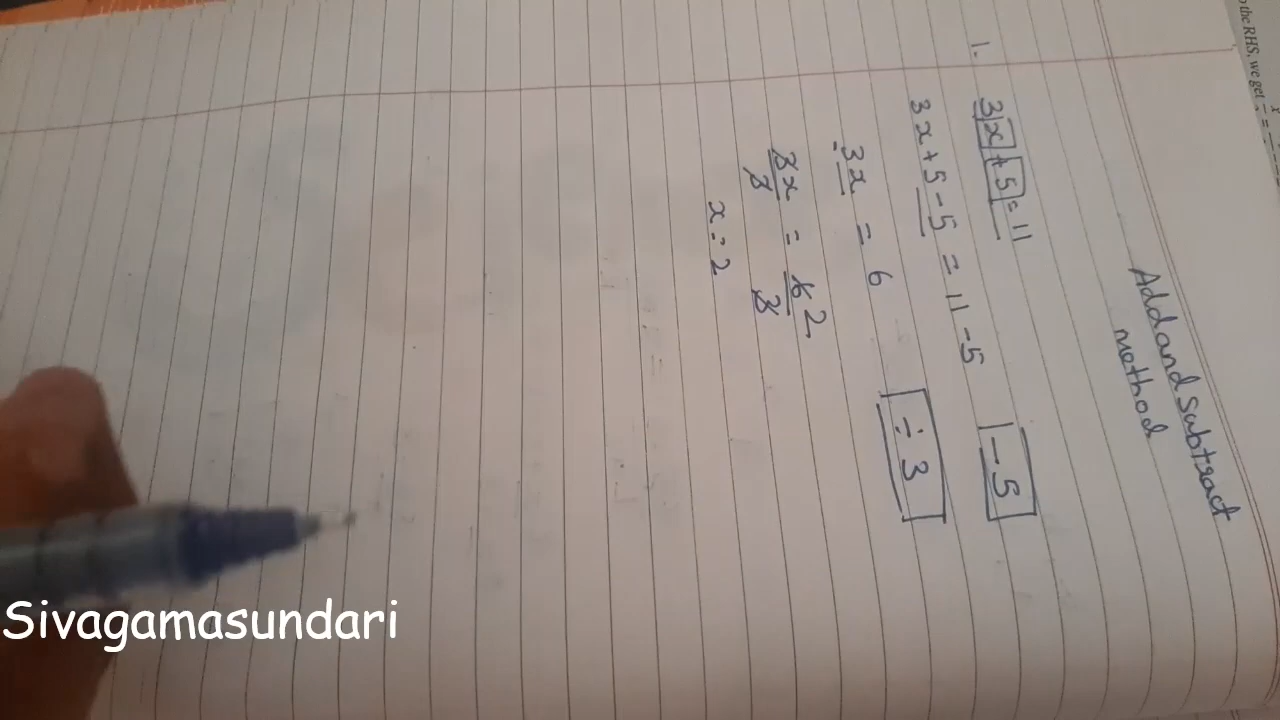 o the RHS, we get x/ =
Add and Subtract
method
1. 3x + 5 = 11 | - 5
3x + 5 - 5 = 11 - 5
3x = 6 ÷ 3
3x/3 = 6/3 2
x = 2
Sivagamasundari